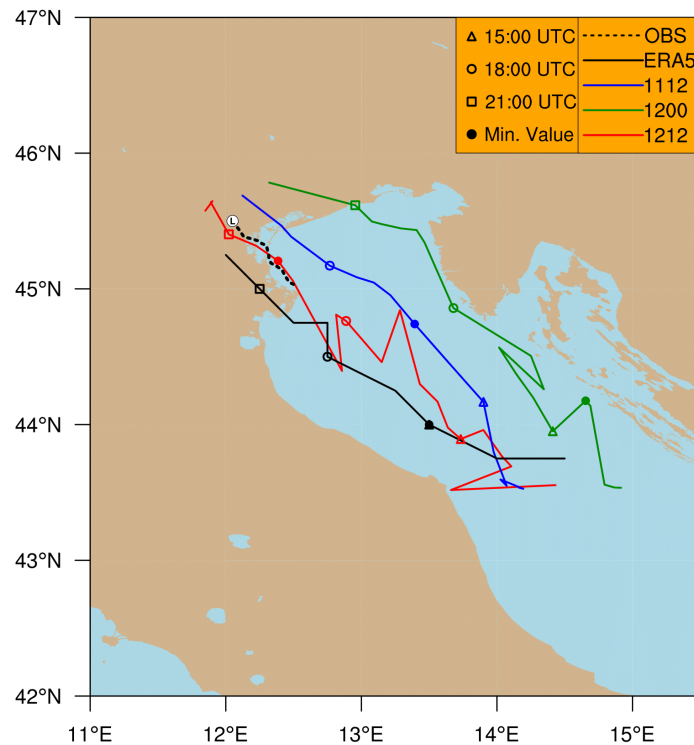 47°N
46°N
45°N
44°N
43°N
42°N
11°E
12°E
13°E
14°E
15°E
15:00 UTC
18:00 UTC
21:00 UTC
Min. Value
OBS
ERA5
1112
1200
1212
L